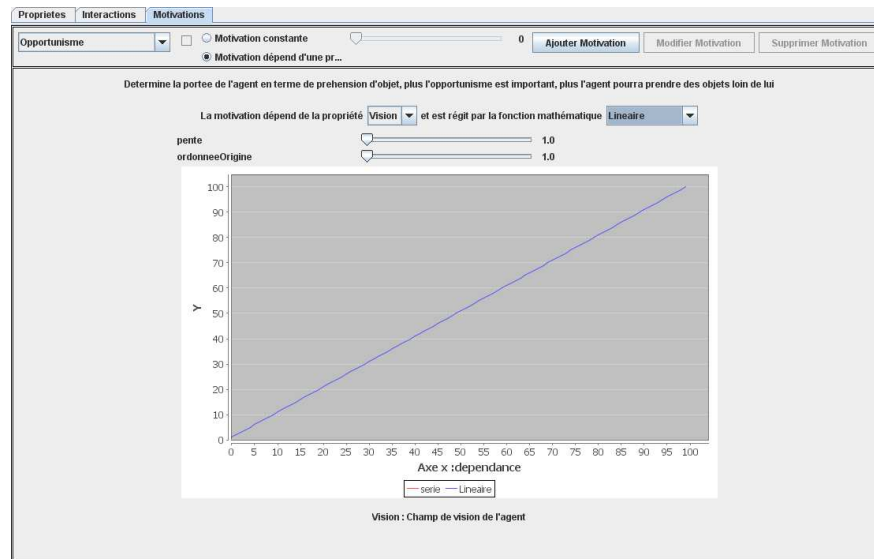 Proprietes Interactions Motivations
Opportunisme
Motivation constante 0
Motivation dépend d'une pr...
Ajouter Motivation Modifier Motivation Supprimer Motivation
Determine la portee de l'agent en terme de prehension d'objet, plus l'opportunisme est important, plus l'agent pourra prendre des objets loin de lui
La motivation dépend de la propriété Vision et est régit par la fonction mathématique Lineaire
pente 1.0
ordonneeOrigine 1.0
100
90
80
70
60
50
40
30
20
10
0
Y
0 5 10 15 20 25 30 35 40 45 50 55 60 65 70 75 80 85 90 95 100
Axe x :dependance
serie Lineaire
Vision : Champ de vision de l'agent